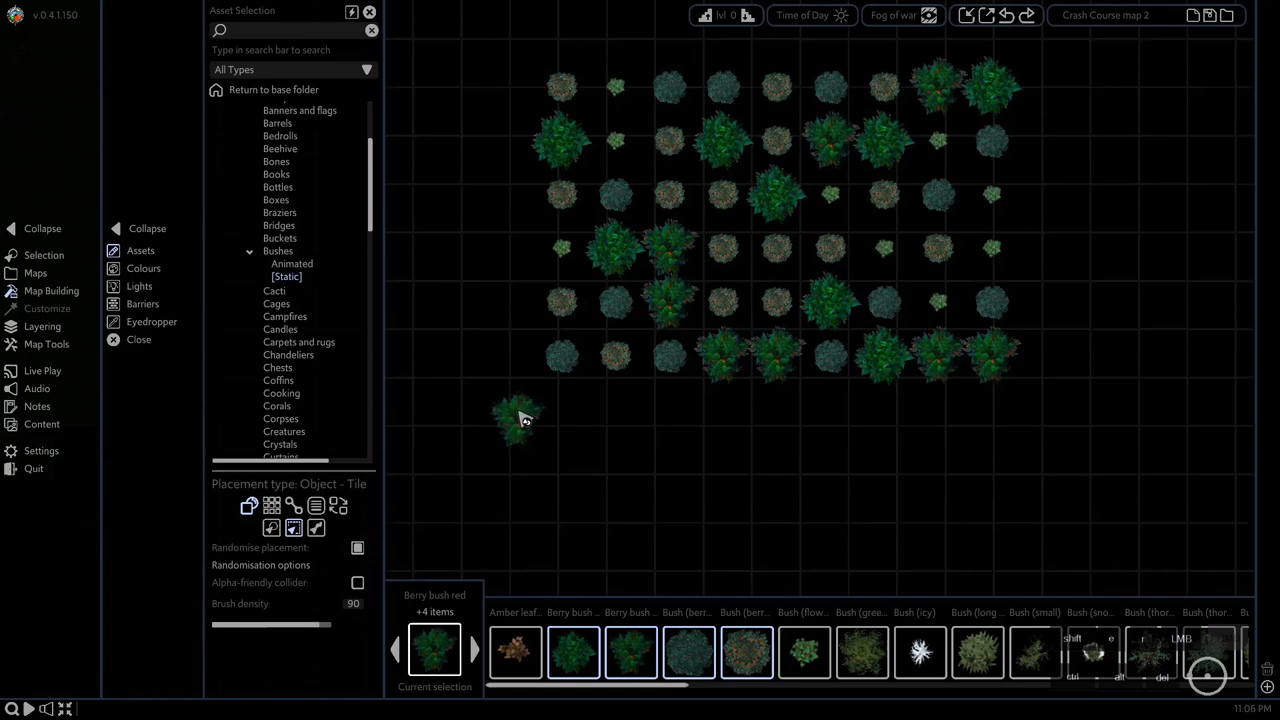 v.0.4.1.150
Asset Selection
lvl 0
Time of Day
Fog of war
Crash Course map 2
Type in search bar to search
All Types
Return to base folder
Banners and flags
Barrels
Bedrolls
Beehive
Bones
Books
Bottles
Boxes
Braziers
Bridges
Buckets
Bushes
Animated
[Static]
Cacti
Cages
Campfires
Candles
Carpets and rugs
Chandeliers
Chests
Coffins
Cooking
Corals
Corpses
Creatures
Crystals
Curtains
Collapse
Selection
Maps
Map Building
Customize
Layering
Map Tools
Live Play
Audio
Notes
Content
Settings
Quit
Collapse
Assets
Colours
Lights
Barriers
Eyedropper
Close
Placement type: Object - Tile
Randomise placement:
Randomisation options
Alpha-friendly collider:
Brush density: 90
Berry bush red
+4 items
Current selection
Amber leaf... Berry bush ... Berry bush ... Bush (berr... Bush (berr... Bush (flow... Bush (gree... Bush (icy) Bush (long ... Bush (small) Bush (sno... Bush (thor... Bush (thor...
shift e r LMB
ctrl alt del
11:06 PM